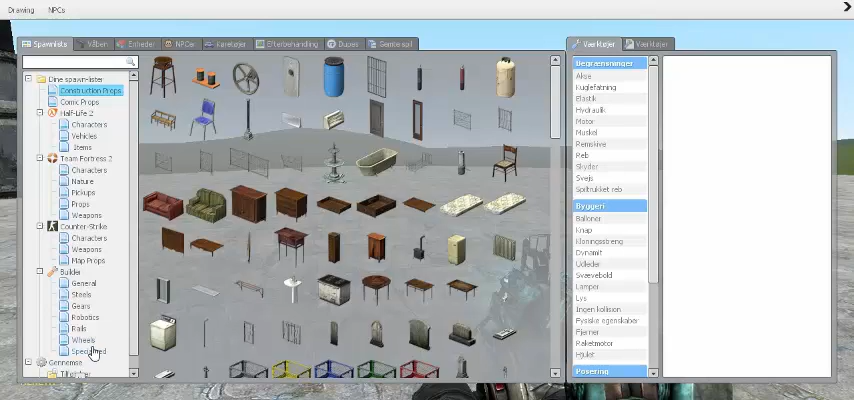 Drawing NPCs
Spawnlists Våben Enheder NPCer Køretøjer Efterbehandling Dupes Gemte spil
Værktøjer Værktøjer
Dine spawn-lister
Construction Props
Comic Props
Half-Life 2
Characters
Vehicles
Items
Team Fortress 2
Characters
Nature
Pickups
Props
Weapons
Counter-Strike
Characters
Weapons
Map Props
Builder
General
Steels
Gears
Robotics
Rails
Wheels
Gennemse
Begrænsninger
Akse
Kuglefatning
Elastik
Hydraulik
Motor
Muskel
Remskive
Reb
Skyder
Svejs
Spiltrukket reb
Byggeri
Balloner
Knap
Kloningsstreng
Dynamit
Udleder
Svævebold
Lamper
Lys
Ingen kollision
Fysiske egenskaber
Fjerner
Raketmotor
Hjulet
Posering